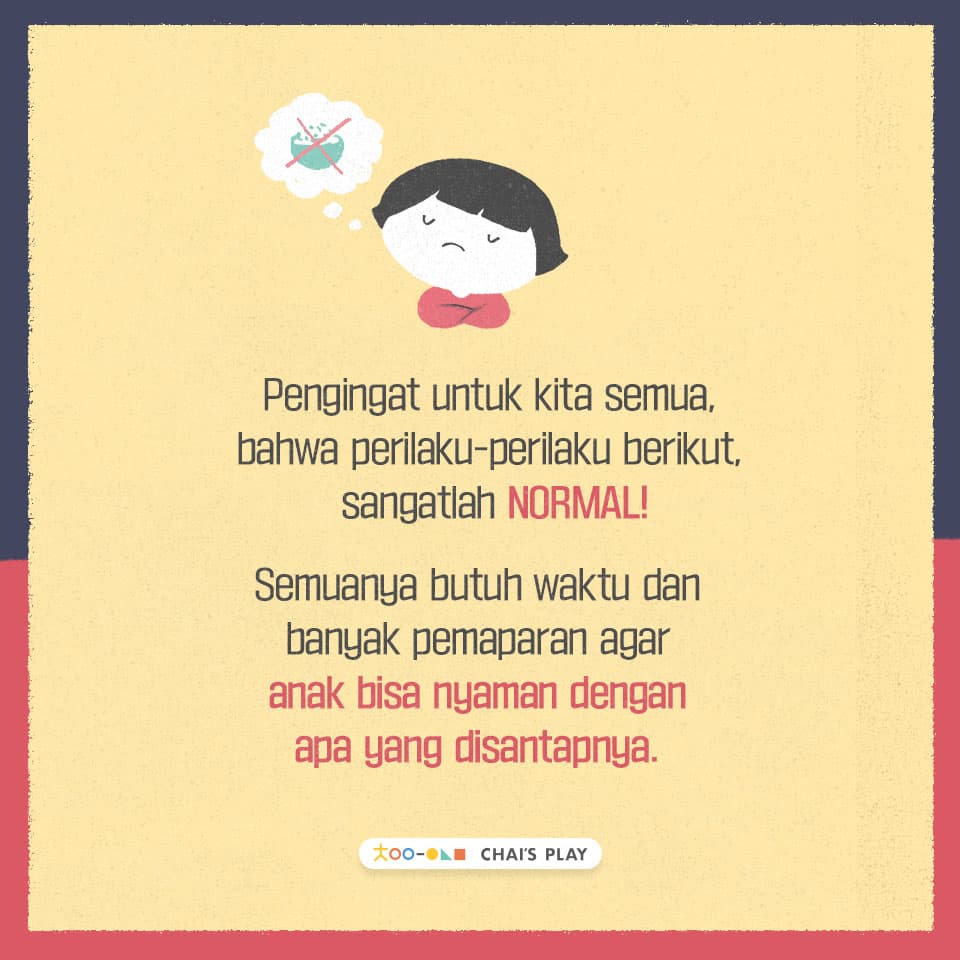 Pengingat untuk kita semua,
bahwa perilaku-perilaku berikut,
sangatlah NORMAL!
Semuanya butuh waktu dan
banyak pemaparan agar
anak bisa nyaman dengan
apa yang disantapnya.
CHAI'S PLAY